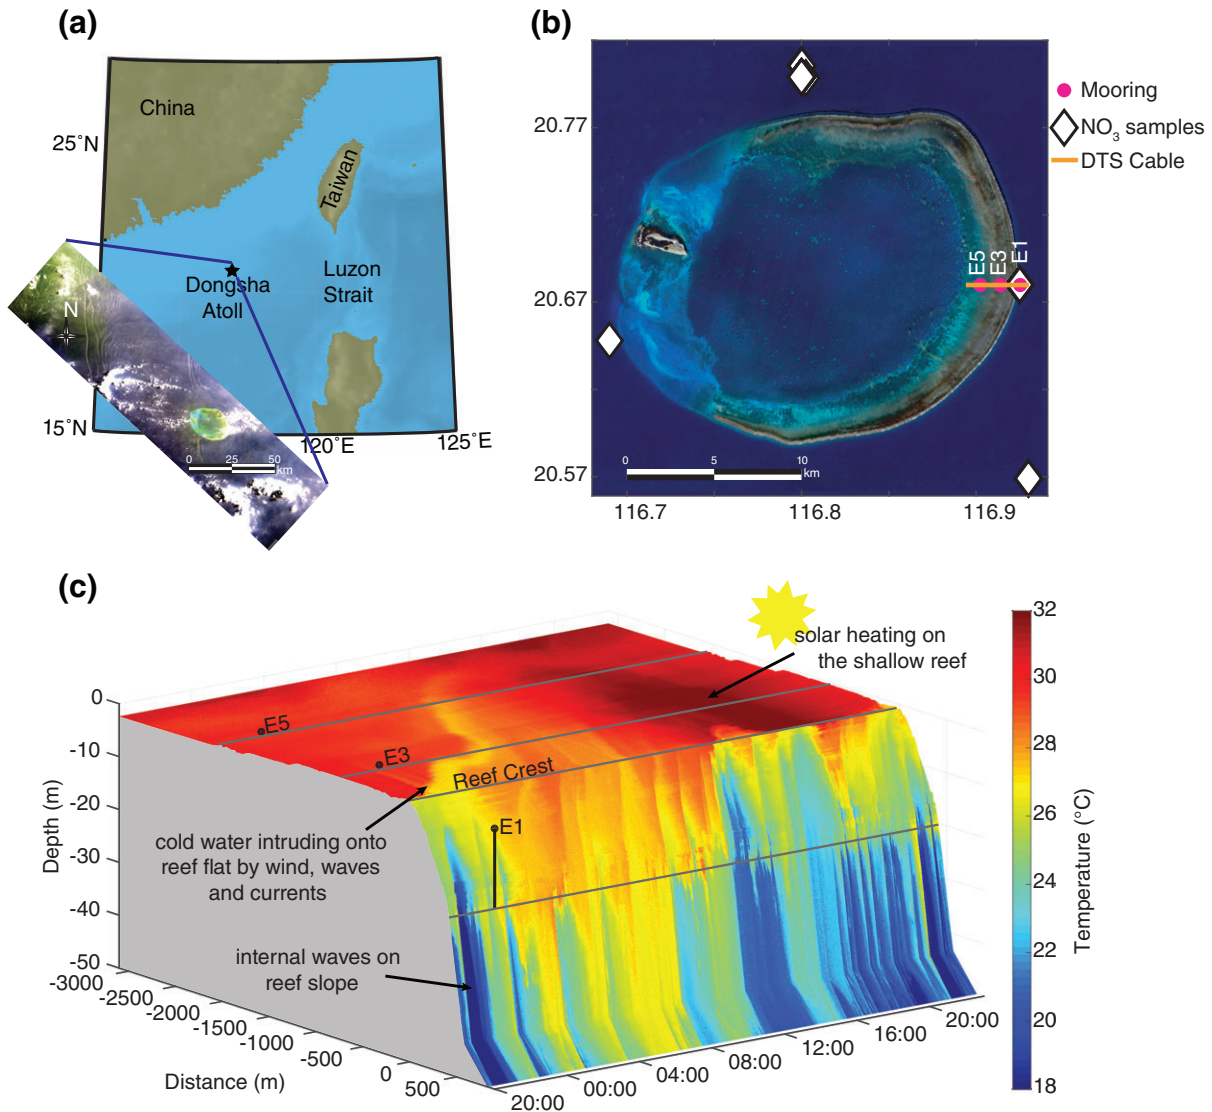 (a)
China
25˚N
Taiwan
Luzon
Strait
Dongsha
Atoll
N
15˚N
120˚E
125˚E
0 25 50
km
(b)
20.77
20.67
20.57
116.7
116.8
116.9
E5
E3
E1
0 5 10
km
Mooring
NO3 samples
DTS Cable
(c)
solar heating on
the shallow reef
E5
E3
Reef Crest
E1
cold water intruding onto
reef flat by wind, waves
and currents
internal waves on
reef slope
Depth (m)
0
-10
-20
-30
-40
-50
-3000
-2500
-2000
-1500
-1000
-500
0
500
Distance (m)
20:00
00:00
04:00
08:00
12:00
16:00
20:00
32
30
28
26
24
22
20
18
Temperature (°C)